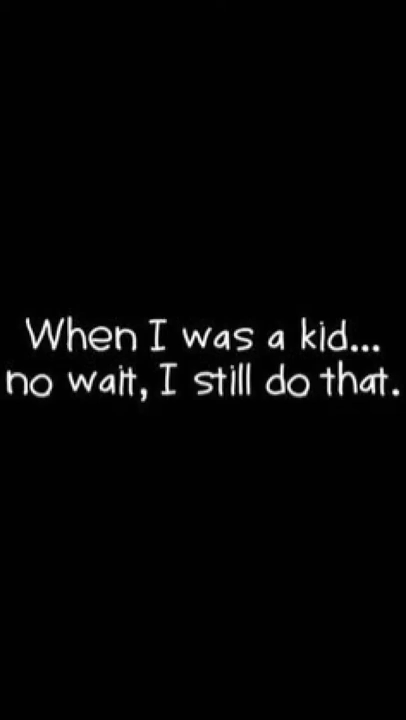 When I was a kid...
no wait, I still do that.